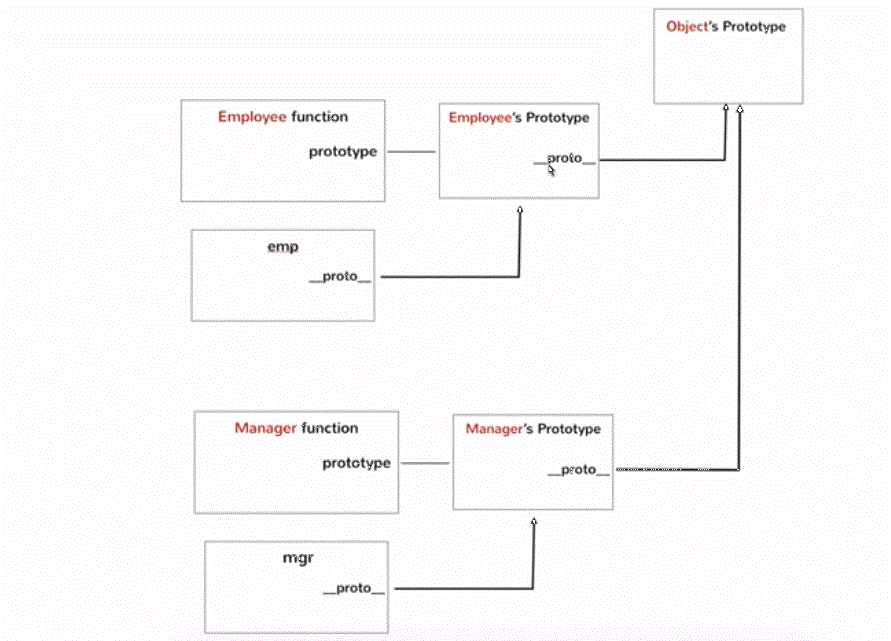 Object's Prototype
Employee function
prototype
Employee's Prototype
__proto__
emp
__proto__
Manager function
prototype
Manager's Prototype
__proto__
mgr
__proto__